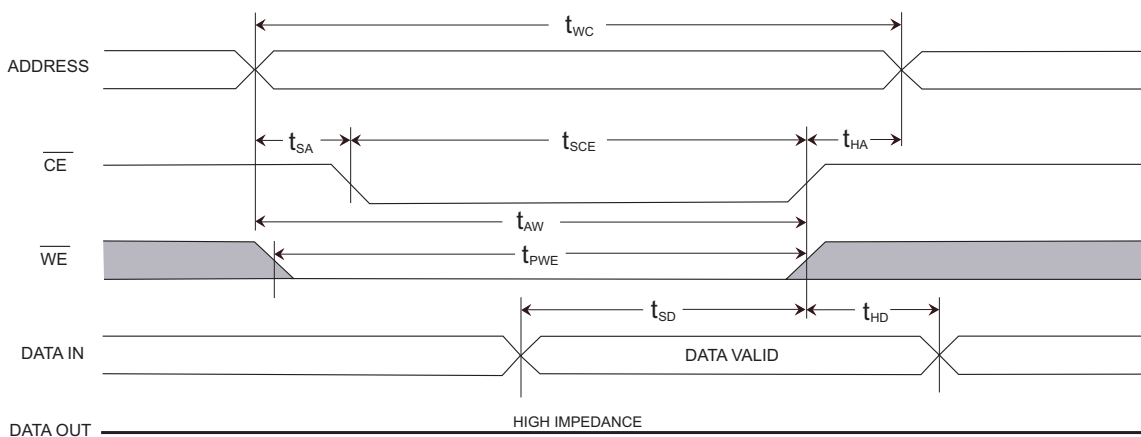 tWC
ADDRESS
tSA
tSCE
tHA
CE
tAW
WE
tPWE
tSD
tHD
DATA IN
DATA VALID
DATA OUT
HIGH IMPEDANCE